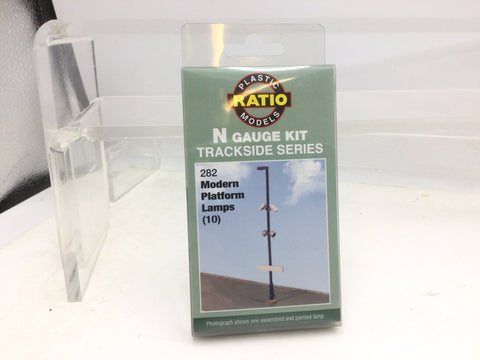 PLASTIC
RATIO
MODELS
N GAUGE KIT
TRACKSIDE SERIES
282
Modern
Platform
Lamps
(10)
Photograph shows one assembled and painted lamp.